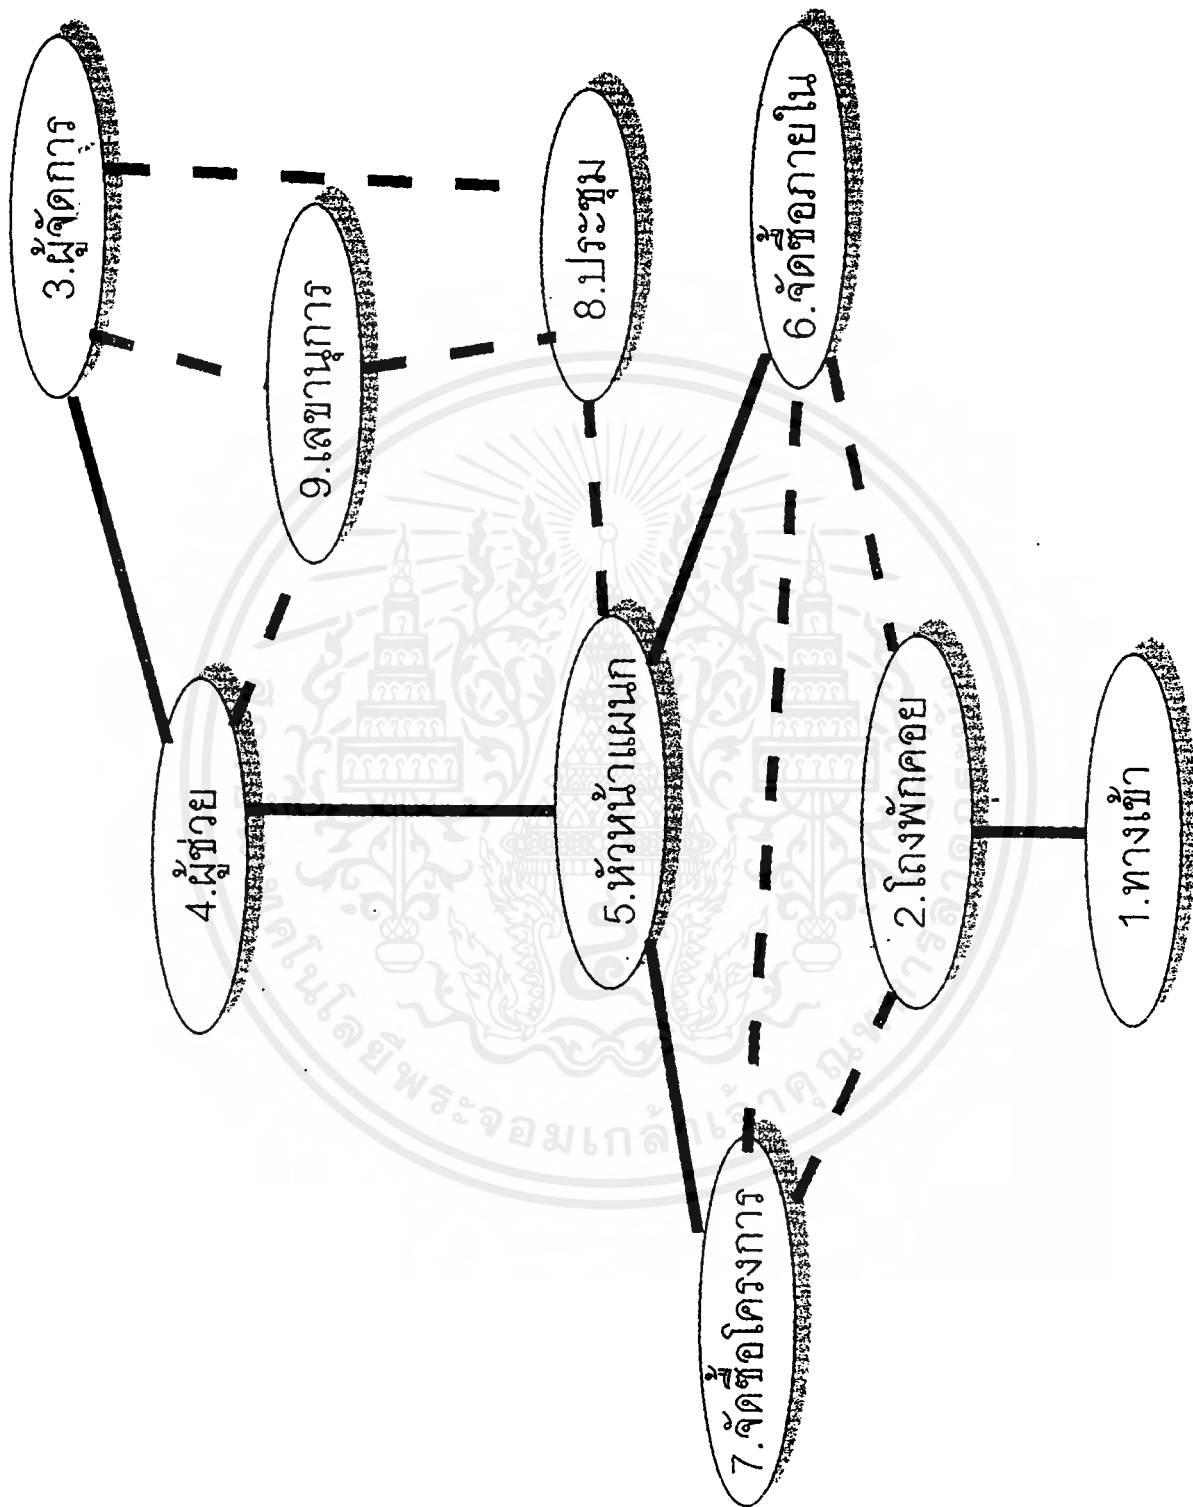 3.ผู้จัดการ
9.เลขานุการ
4.ผู้ช่วย
8.ประชุม
5.หัวหน้าแผนก
6.จัดซื้อภายใน
7.จัดซื้อโครงการ
2.โถงพักคอย
1.ทางเข้า